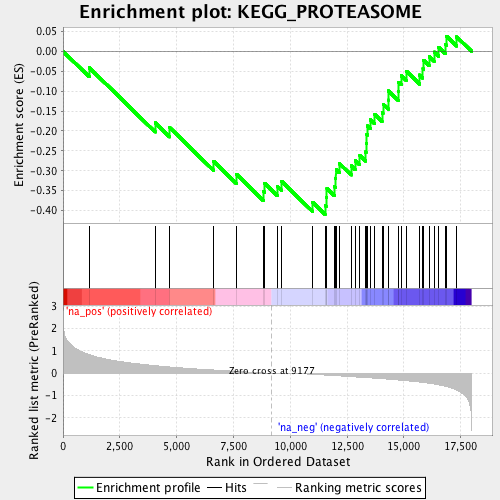 Enrichment plot: KEGG_PROTEASOME
Enrichment score (ES)
0.05
0.00
-0.05
-0.10
-0.15
-0.20
-0.25
-0.30
-0.35
-0.40
'na_pos' (positively correlated)
Ranked list metric (PreRanked)
3
2
1
0
-1
-2
Zero cross at 9177
'na_neg' (negatively correlated)
0 2,500 5,000 7,500 10,000 12,500 15,000 17,500
Rank in Ordered Dataset
Enrichment profile Hits Ranking metric scores